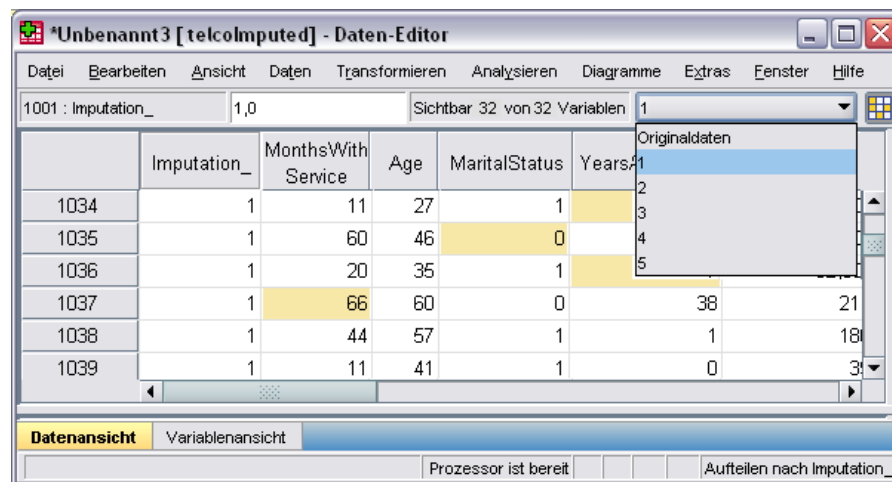 *Unbenannt3 [ telcoImputed] - Daten-Editor
Datei Bearbeiten Ansicht Daten Transformieren Analysieren Diagramme Extras Fenster Hilfe
1001 : Imputation_ 1,0 Sichtbar 32 von 32 Variablen 1
Originaldaten
1
2
3
4
5
Imputation_ MonthsWith Service Age MaritalStatus
1034 1 11 27 1
1035 1 60 46 0
1036 1 20 35 1
1037 1 66 60 0 38 21
1038 1 44 57 1 1
1039 1 11 41 1 0
Datenansicht Variablenansicht
Prozessor ist bereit Aufteilen nach Imputation_